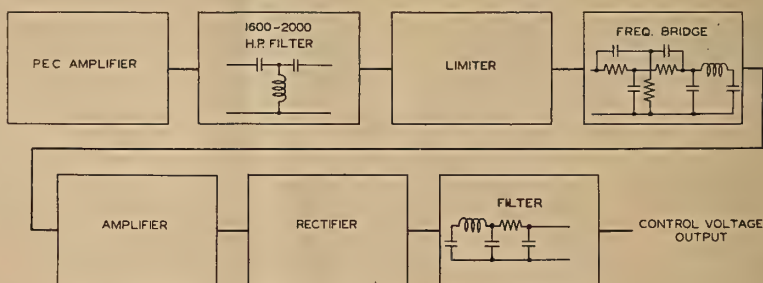 PEC AMPLIFIER
1600-2000
H.P. FILTER
LIMITER
FREQ. BRIDGE
AMPLIFIER
RECTIFIER
FILTER
CONTROL VOLTAGE
OUTPUT